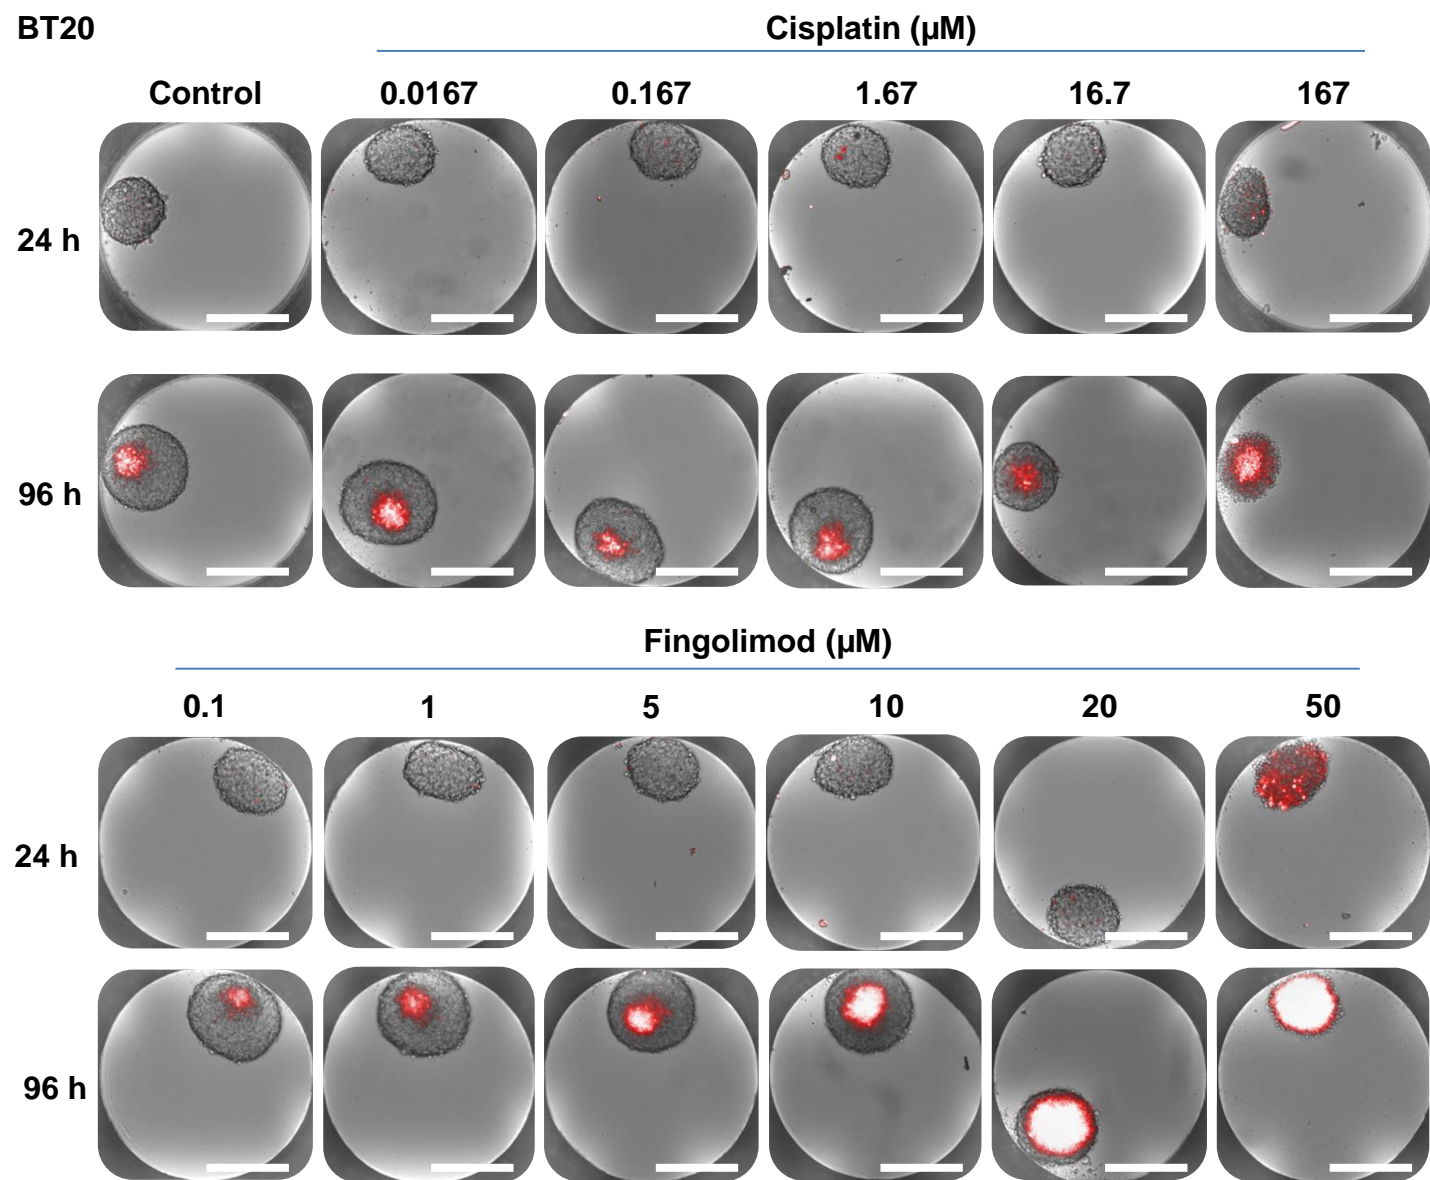 BT20
Cisplatin (µM)
Control 0.0167 0.167 1.67 16.7 167
24 h
96 h
Fingolimod (µM)
0.1 1 5 10 20 50
24 h
96 h